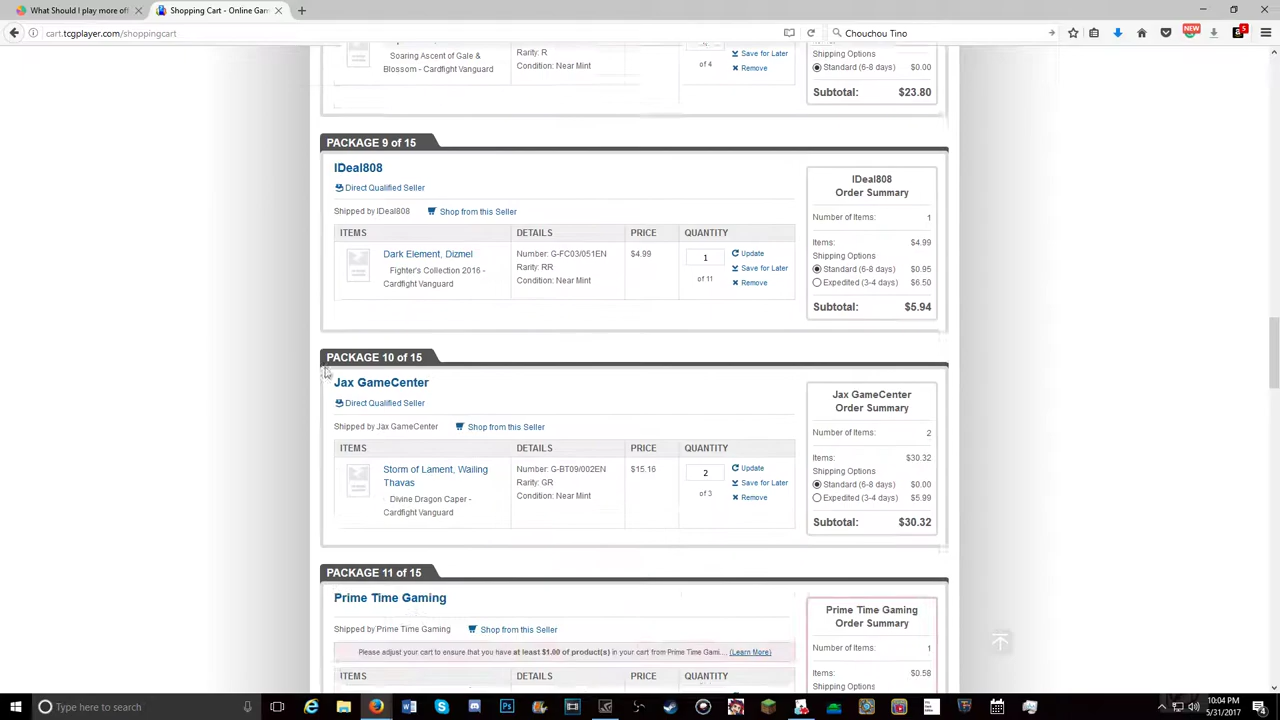 What Should I play more of! ×
Shopping Cart - Online Gam ×
cart.tcgplayer.com/shoppingcart
Chouchou Tino
NEW
5
Soaring Ascent of Gale &
Blossom - Cardfight Vanguard
Rarity: R
Condition: Near Mint
of 4
Save for Later
Remove
Shipping Options
Standard (6-8 days) $0.00
Subtotal: $23.80
PACKAGE 9 of 15
IDeal808
Direct Qualified Seller
Shipped by IDeal808 Shop from this Seller
ITEMS DETAILS PRICE QUANTITY
Dark Element, Dizmel
Fighter's Collection 2016 -
Cardfight Vanguard
Number: G-FC03/051EN
Rarity: RR
Condition: Near Mint
$4.99
1
of 11
Update
Save for Later
Remove
IDeal808
Order Summary
Number of Items: 1
Items: $4.99
Shipping Options
Standard (6-8 days) $0.95
Expedited (3-4 days) $6.50
Subtotal: $5.94
PACKAGE 10 of 15
Jax GameCenter
Direct Qualified Seller
Shipped by Jax GameCenter Shop from this Seller
ITEMS DETAILS PRICE QUANTITY
Storm of Lament, Wailing
Thavas
Divine Dragon Caper -
Cardfight Vanguard
Number: G-BT09/002EN
Rarity: GR
Condition: Near Mint
$15.16
2
of 3
Update
Save for Later
Remove
Jax GameCenter
Order Summary
Number of Items: 2
Items: $30.32
Shipping Options
Standard (6-8 days) $0.00
Expedited (3-4 days) $5.99
Subtotal: $30.32
PACKAGE 11 of 15
Prime Time Gaming
Shipped by Prime Time Gaming Shop from this Seller
Please adjust your cart to ensure that you have at least $1.00 of product(s) in your cart from Prime Time Gami... (Learn More)
ITEMS DETAILS PRICE QUANTITY
Prime Time Gaming
Order Summary
Number of Items: 1
Items: $0.58
Shipping Options
Type here to search
10:04 PM
5/31/2017